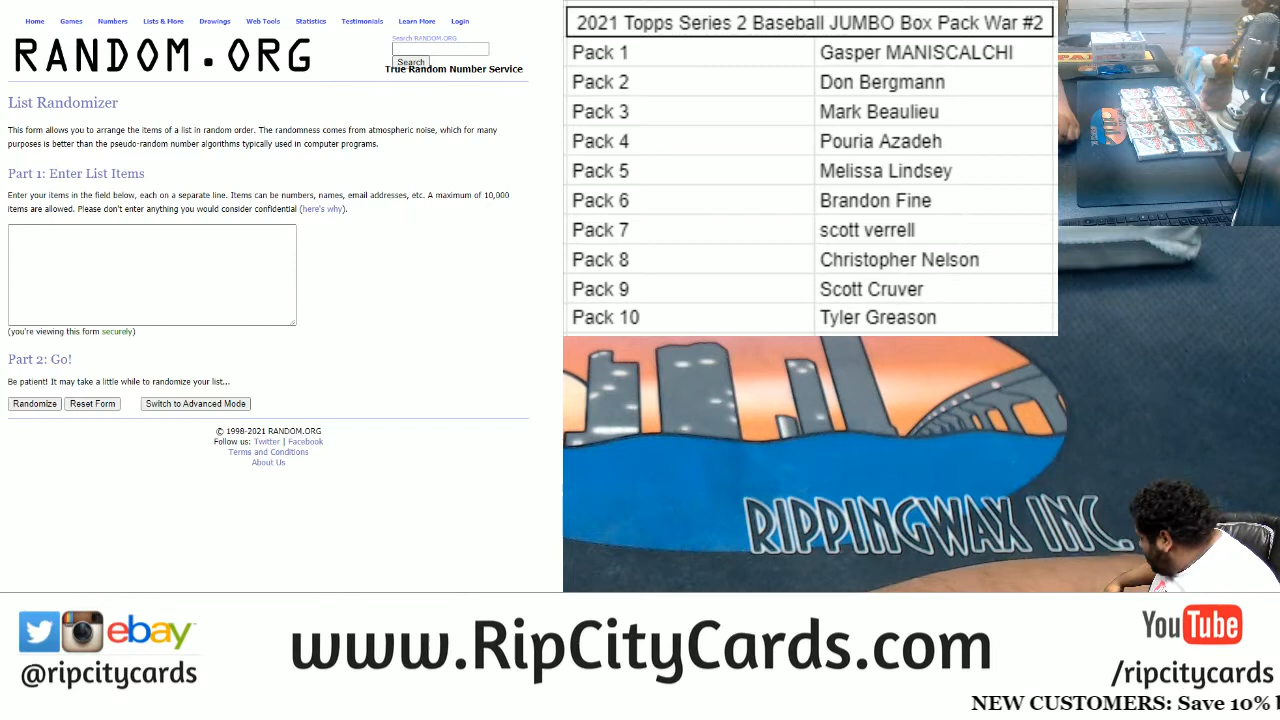 Home Games Numbers Lists & More Drawings Web Tools Statistics Testimonials Learn More Login
RANDOM.ORG
Search RANDOM.ORG
Search
True Random Number Service
List Randomizer
This form allows you to arrange the items of a list in random order. The randomness comes from atmospheric noise, which for many
purposes is better than the pseudo-random number algorithms typically used in computer programs.
Part 1: Enter List Items
Enter your items in the field below, each on a separate line. Items can be numbers, names, email addresses, etc. A maximum of 10,000
items are allowed. Please don't enter anything you would consider confidential (here's why).
(you're viewing this form securely)
Part 2: Go!
Be patient! It may take a little while to randomize your list...
Randomize Reset Form Switch to Advanced Mode
© 1998-2021 RANDOM.ORG
Follow us: Twitter | Facebook
Terms and Conditions
About Us
2021 Topps Series 2 Baseball JUMBO Box Pack War #2
Pack 1 Gasper MANISCALCHI
Pack 2 Don Bergmann
Pack 3 Mark Beaulieu
Pack 4 Pouria Azadeh
Pack 5 Melissa Lindsey
Pack 6 Brandon Fine
Pack 7 scott verrell
Pack 8 Christopher Nelson
Pack 9 Scott Cruver
Pack 10 Tyler Greason
RIPPINGWAX INC.
ebay
@ripcitycards
www.RipCityCards.com
YouTube
/ripcitycards
NEW CUSTOMERS: Save 10%